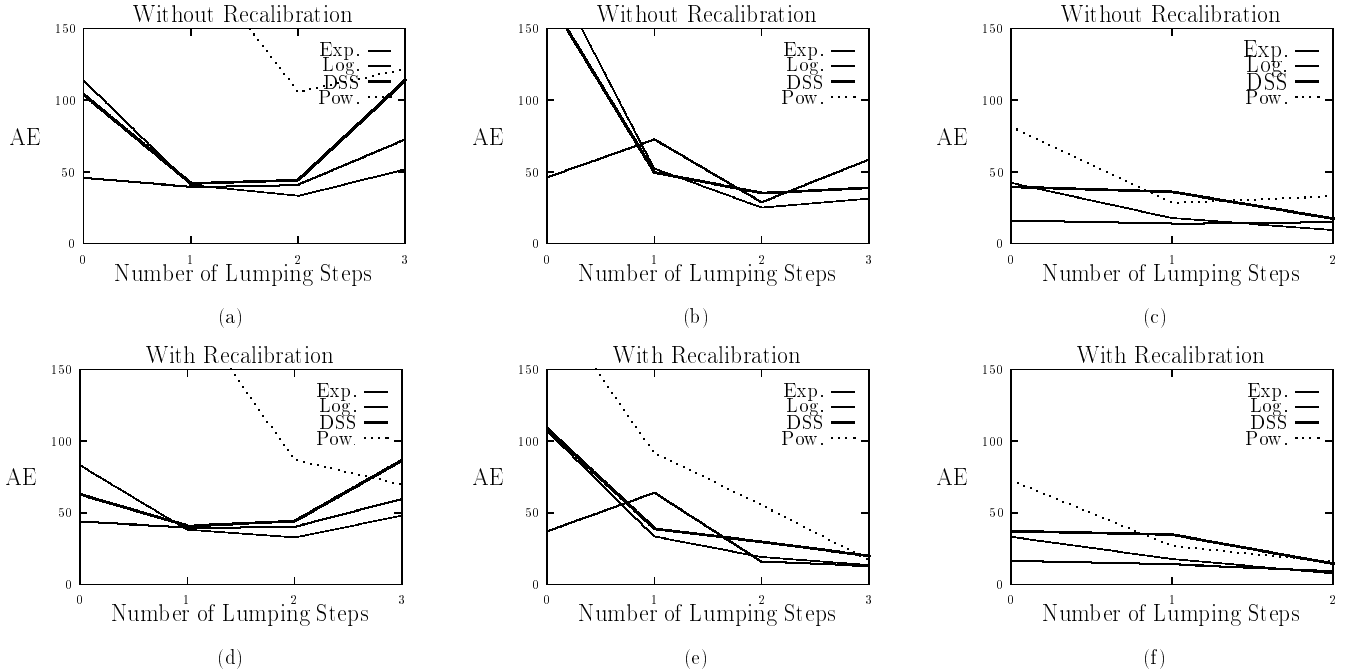 Without Recalibration
150
100
50
0
AE
Exp.
Log.
DSS
Pow.
0 1 2 3
Number of Lumping Steps
(a)
Without Recalibration
150
100
50
0
AE
Exp.
Log.
DSS
Pow.
0 1 2 3
Number of Lumping Steps
(b)
Without Recalibration
150
100
50
0
AE
Exp.
Log.
DSS
Pow.
0 1 2
Number of Lumping Steps
(c)
With Recalibration
150
100
50
0
AE
Exp.
Log.
DSS
Pow.
0 1 2 3
Number of Lumping Steps
(d)
With Recalibration
150
100
50
0
AE
Exp.
Log.
DSS
Pow.
0 1 2 3
Number of Lumping Steps
(e)
With Recalibration
150
100
50
0
AE
Exp.
Log.
DSS
Pow.
0 1 2
Number of Lumping Steps
(f)